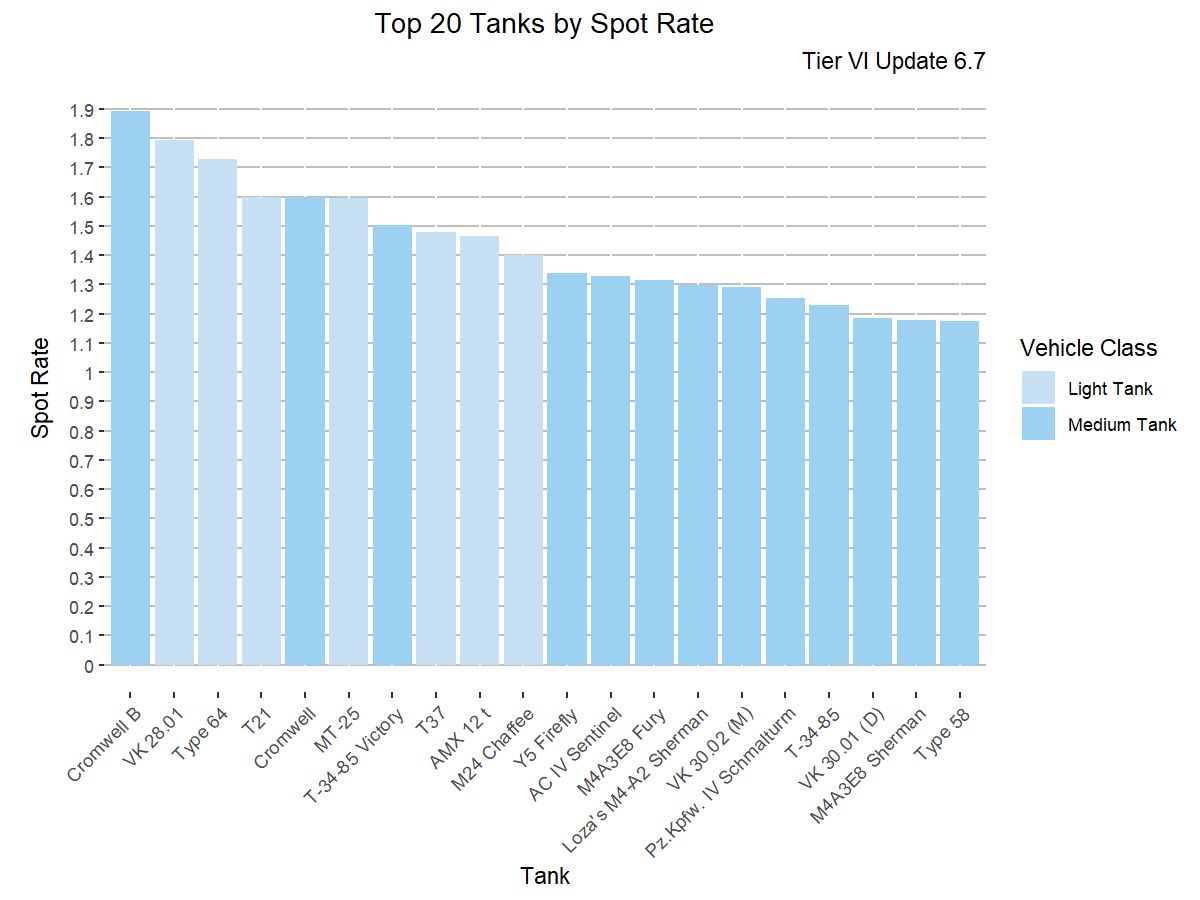 Top 20 Tanks by Spot Rate
Tier VI Update 6.7
1.9
1.8
1.7
1.6
1.5
1.4
1.3
1.2
1.1
1
0.9
0.8
0.7
0.6
0.5
0.4
0.3
0.2
0.1
0
Spot Rate
Cromwell B
VK 28.01
Type 64
T21
Cromwell
MT-25
T-34-85 Victory
T37
AMX 12 t
M24 Chaffee
Y5 Firefly
AC IV Sentinel
M4A3E8 Fury
Loza's M4-A2 Sherman
VK 30.02 (M)
Pz.Kpfw. IV Schmalturm
T-34-85
VK 30.01 (D)
M4A3E8 Sherman
Type 58
Tank
Vehicle Class
Light Tank
Medium Tank